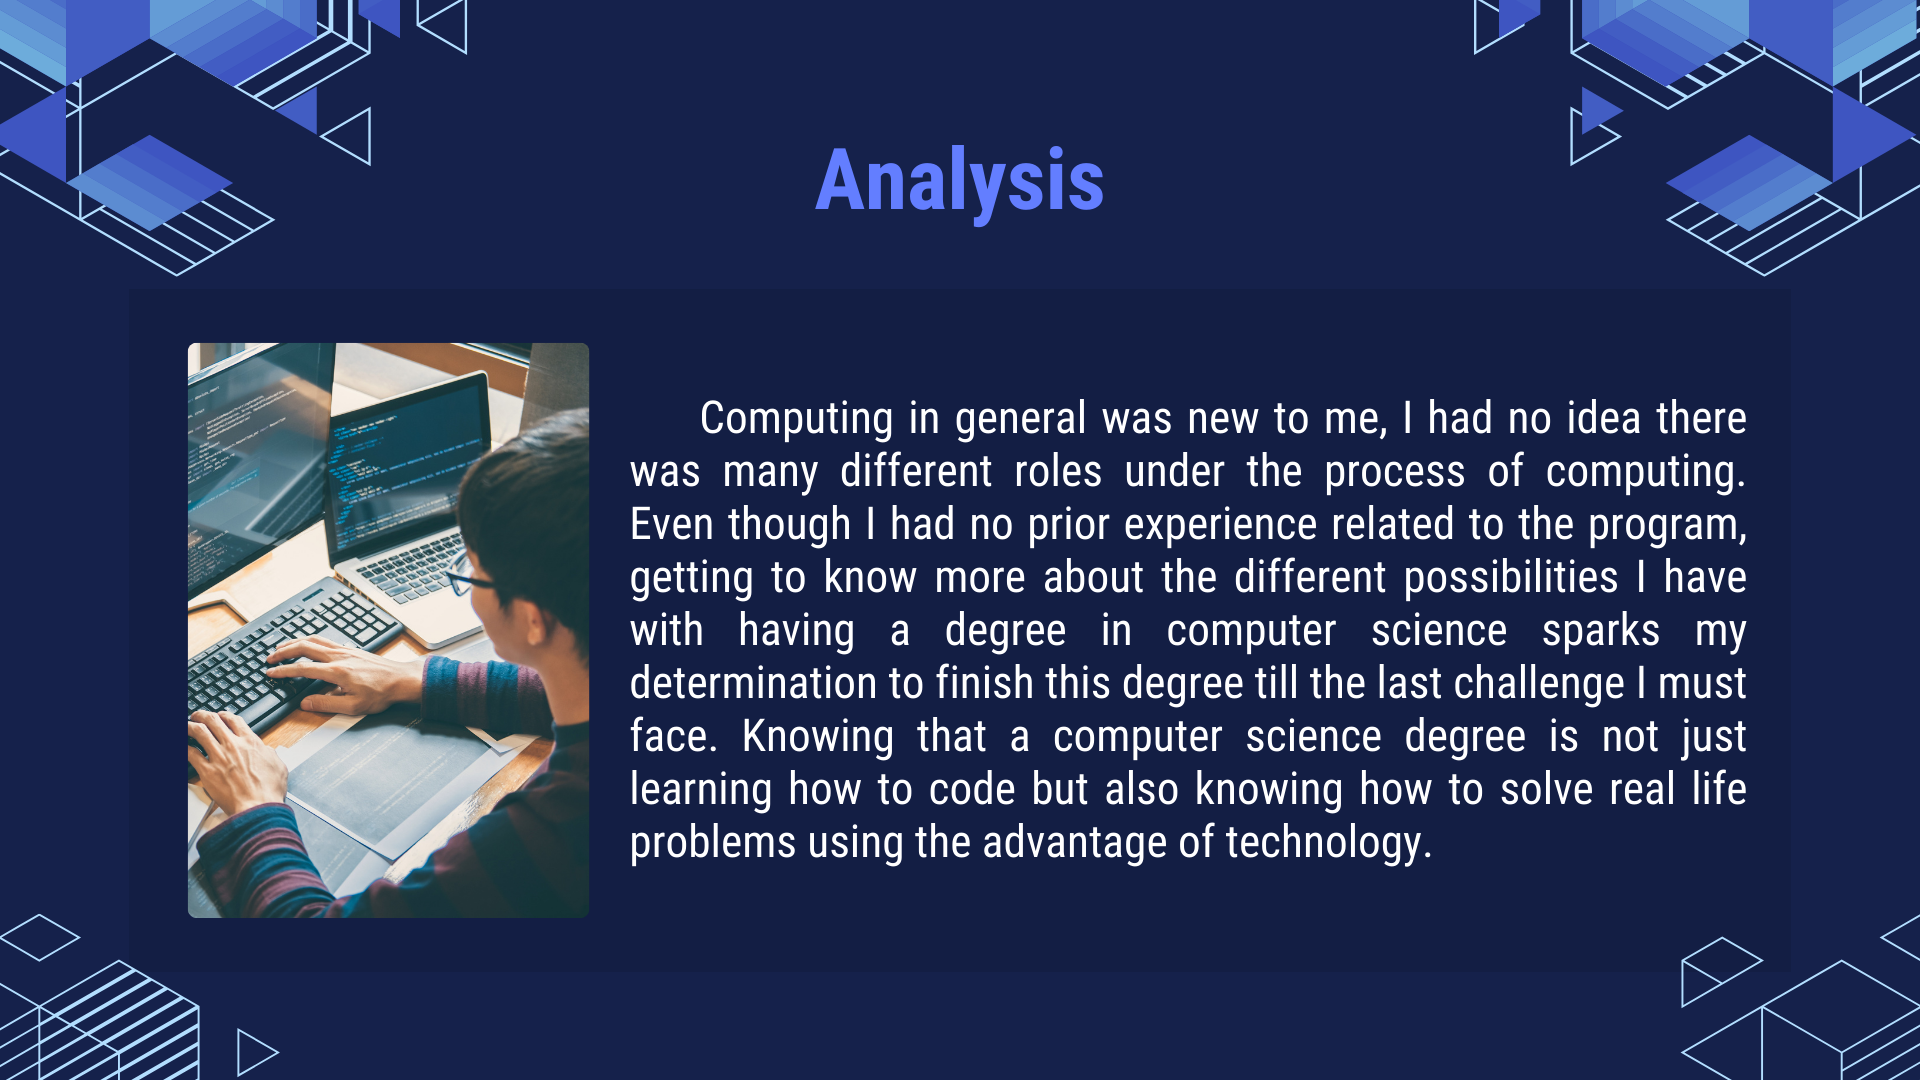 Analysis
Computing in general was new to me, I had no idea there
was many different roles under the process of computing.
Even though I had no prior experience related to the program,
getting to know more about the different possibilities I have
with having a degree in computer science sparks my
determination to finish this degree till the last challenge I must
face. Knowing that a computer science degree is not just
learning how to code but also knowing how to solve real life
problems using the advantage of technology.